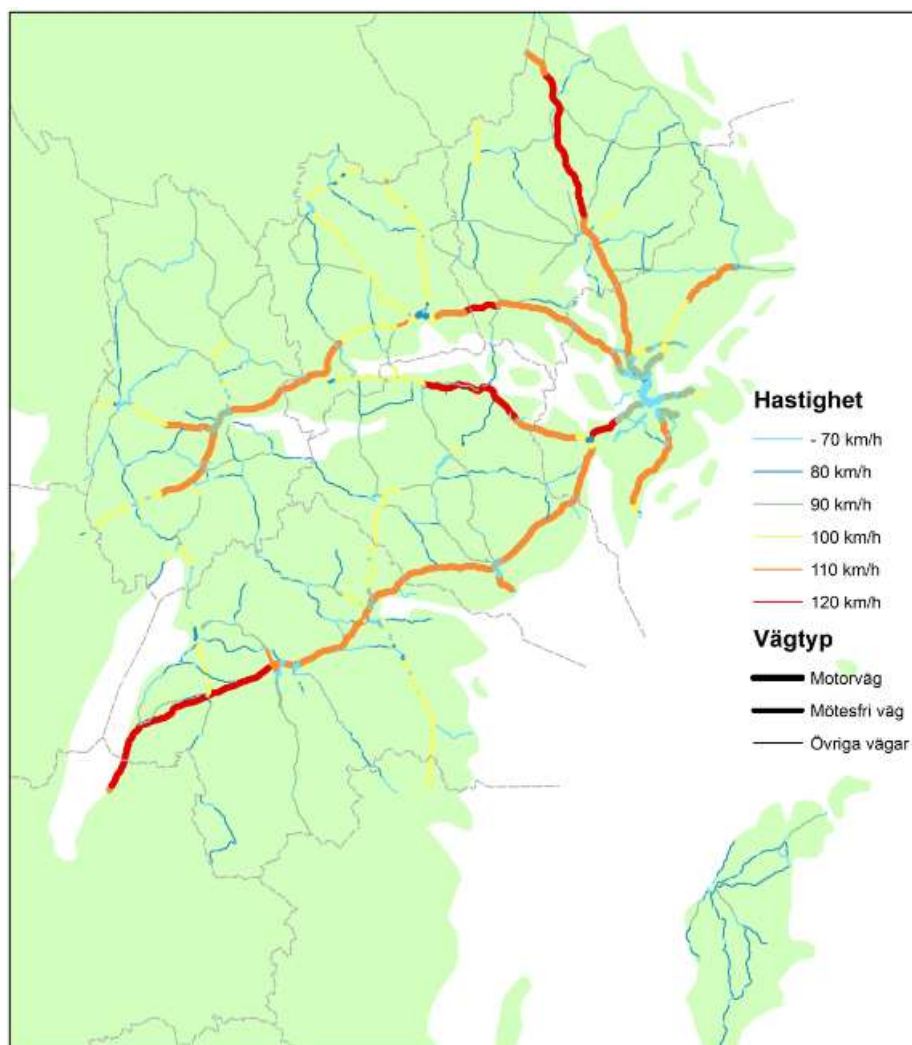 Hastighet
- 70 km/h
80 km/h
90 km/h
100 km/h
110 km/h
120 km/h
Vägtyp
Motorväg
Mötesfri väg
Övriga vägar